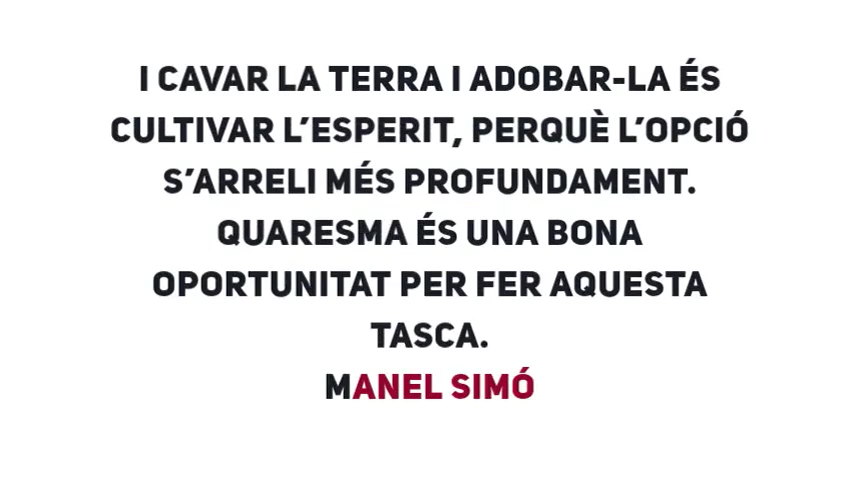 I CAVAR LA TERRA I ADOBAR-LA ÉS
CULTIVAR L’ESPERIT, PERQUÈ L’OPCIÓ
S’ARRELI MÉS PROFUNDAMENT.
QUARESMA ÉS UNA BONA
OPORTUNITAT PER FER AQUESTA
TASCA.
MANEL SIMÓ